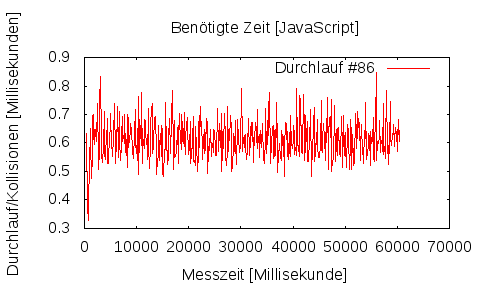 Benötigte Zeit [JavaScript]
Durchlauf/Kollisionen [Millisekunden]
Durchlauf #86
0.9
0.8
0.7
0.6
0.5
0.4
0.3
0 10000 20000 30000 40000 50000 60000 70000
Messzeit [Millisekunde]